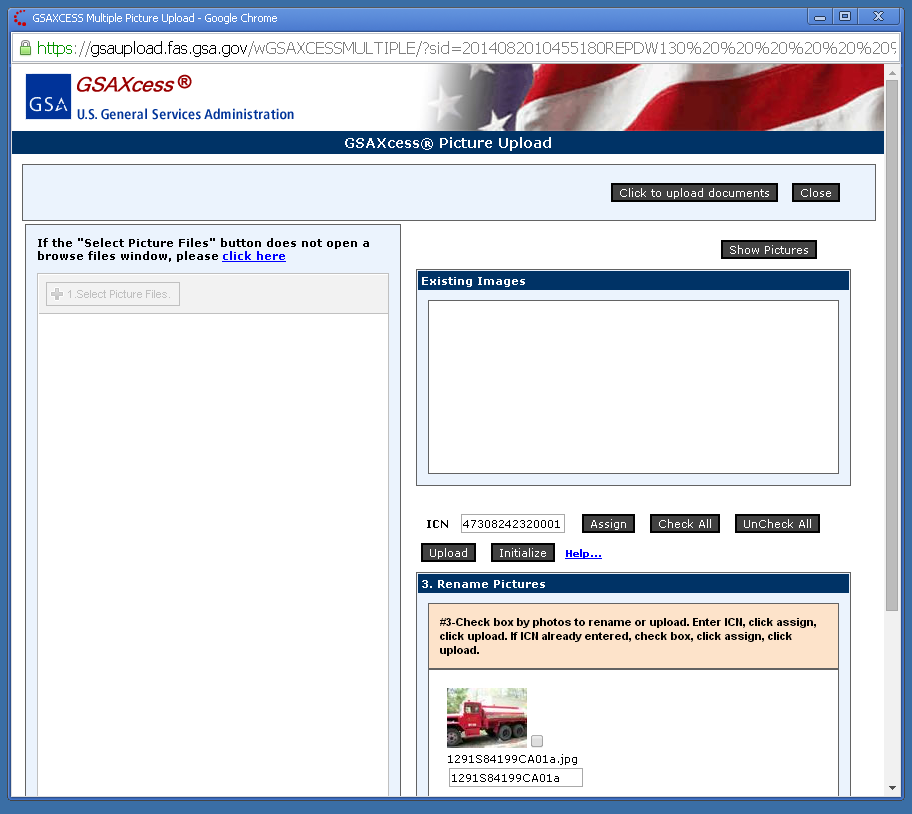 GSAXCESS Multiple Picture Upload - Google Chrome
https://gsaupload.fas.gsa.gov/wGSAXCESSMULTIPLE/?sid=2014082010455180REPDW130%20%20%20%20%20%20%20%
GSA
GSAXcess®
U.S. General Services Administration
GSAXcess® Picture Upload
Click to upload documents
Close
If the "Select Picture Files" button does not open a
browse files window, please click here
1.Select Picture Files.
Show Pictures
Existing Images
ICN 47308242320001 Assign Check All UnCheck All
Upload Initialize Help...
3. Rename Pictures
#3-Check box by photos to rename or upload. Enter ICN, click assign,
click upload. If ICN already entered, check box, click assign, click
upload.
1291S84199CA01a.jpg
1291S84199CA01a